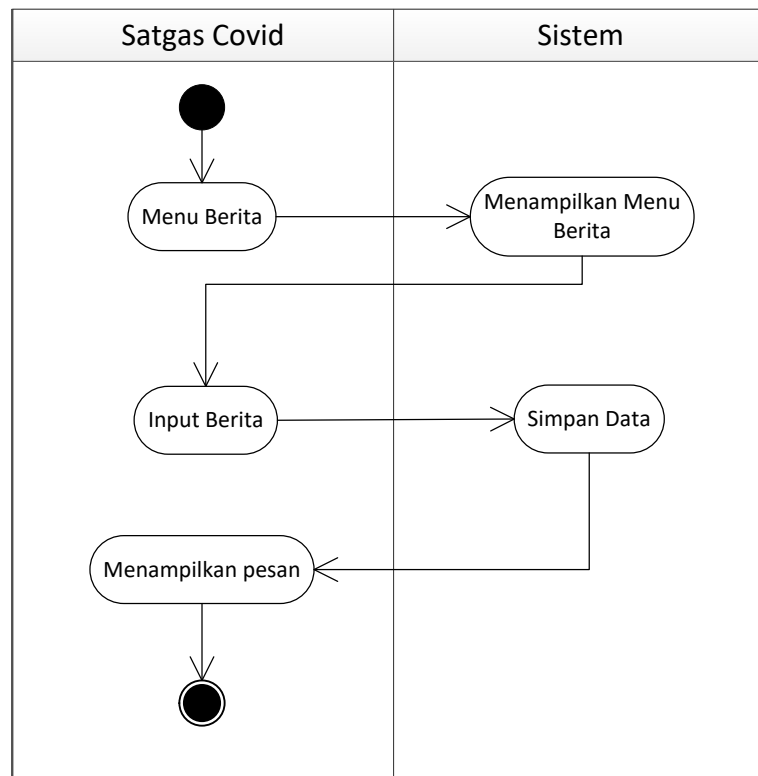 Satgas Covid
Sistem
Menu Berita
Menampilkan Menu
Berita
Input Berita
Simpan Data
Menampilkan pesan